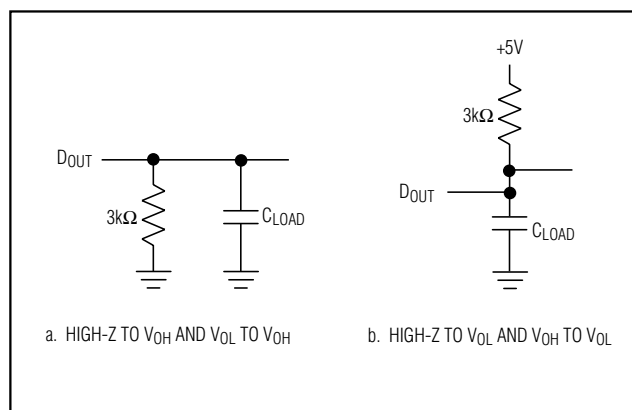 +5V
3kΩ
DOUT
3kΩ
CLOAD
DOUT
CLOAD
a. HIGH-Z TO VOH AND VOL TO VOH
b. HIGH-Z TO VOL AND VOH TO VOL